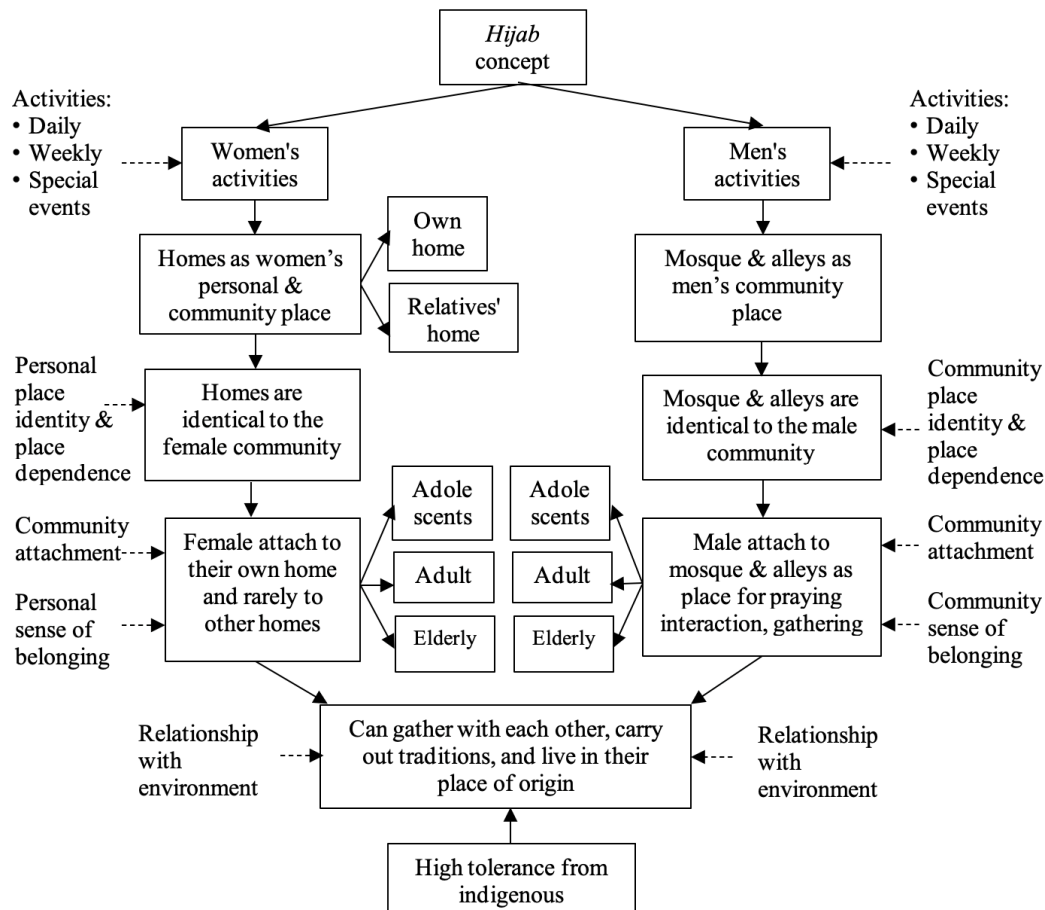 Hijab
concept
Activities:
• Daily
• Weekly
• Special
events
Women's
activities
Men's
activities
Activities:
• Daily
• Weekly
• Special
events
Homes as women's
personal &
community place
Own
home
Relatives'
home
Mosque & alleys as
men's community
place
Personal
place
identity &
place
dependence
Homes are
identical to the
female community
Mosque & alleys are
identical to the male
community
Community
place
identity &
place
dependence
Community
attachment
Personal
sense of
belonging
Female attach to
their own home
and rarely to
other homes
Adole
scents
Adult
Elderly
Adole
scents
Adult
Elderly
Male attach to
mosque & alleys as
place for praying
interaction, gathering
Community
attachment
Community
sense of
belonging
Relationship
with
environment
Can gather with each other, carry
out traditions, and live in their
place of origin
Relationship
with
environment
High tolerance from
indigenous